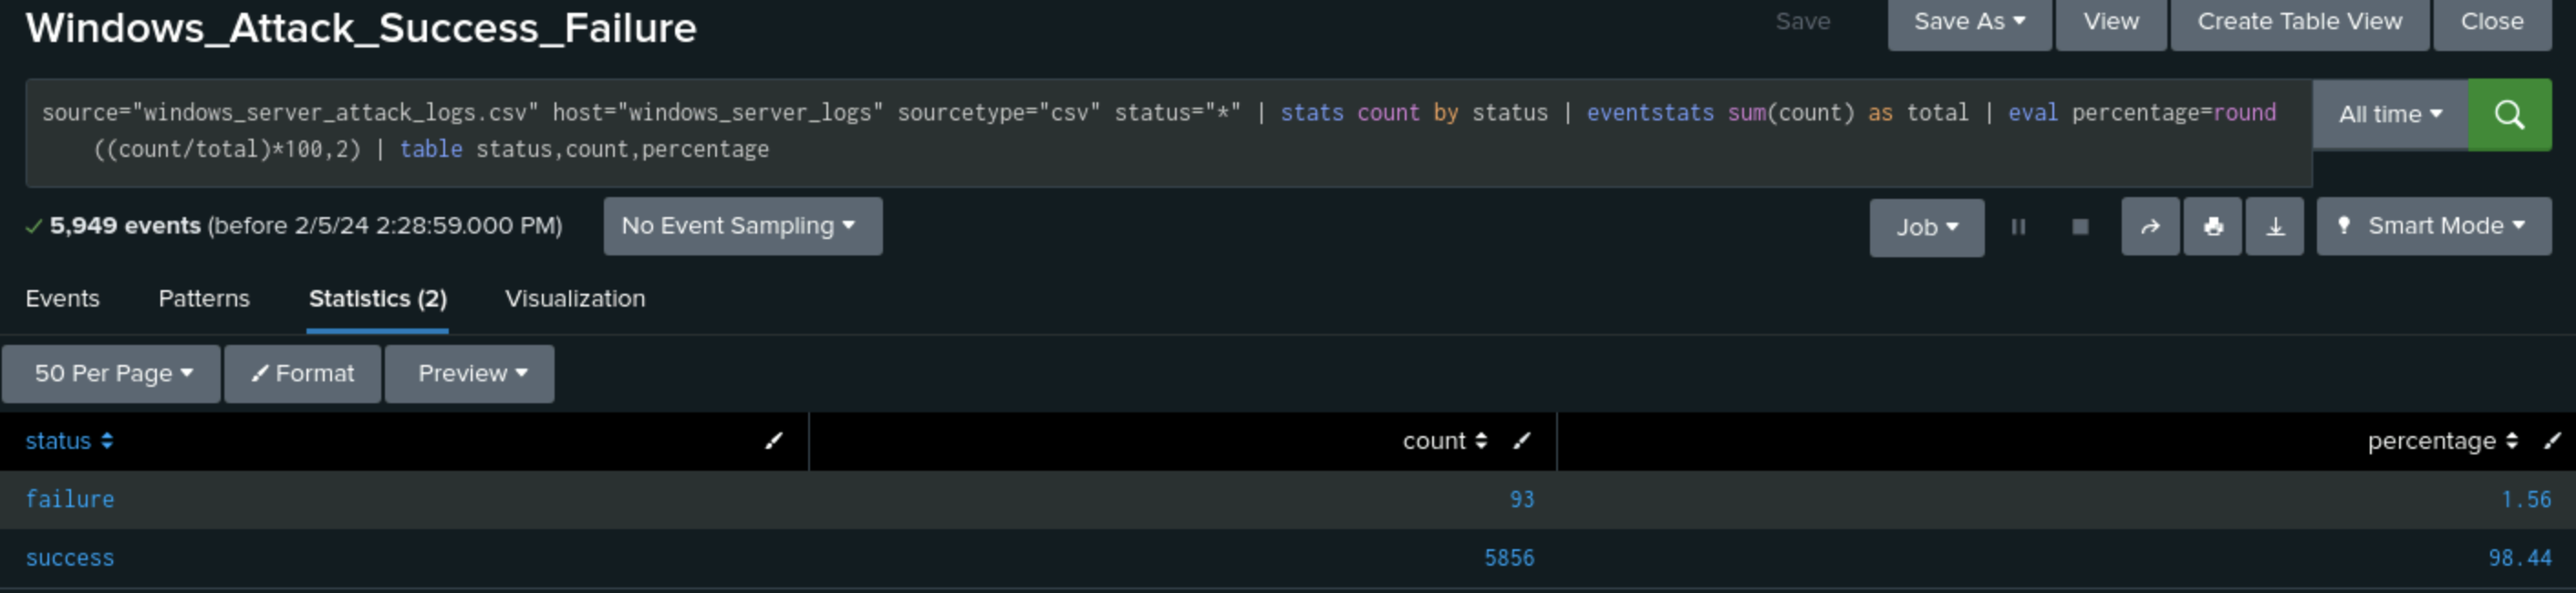 Windows_Attack_Success_Failure
Save
Save As
View
Create Table View
Close
source="windows_server_attack_logs.csv" host="windows_server_logs" sourcetype="csv" status="*" | stats count by status | eventstats sum(count) as total | eval percentage=round
((count/total)*100,2) | table status,count,percentage
All time
5,949 events (before 2/5/24 2:28:59.000 PM)
No Event Sampling
Job
Smart Mode
Events
Patterns
Statistics (2)
Visualization
50 Per Page
Format
Preview
status count percentage
failure 93 1.56
success 5856 98.44